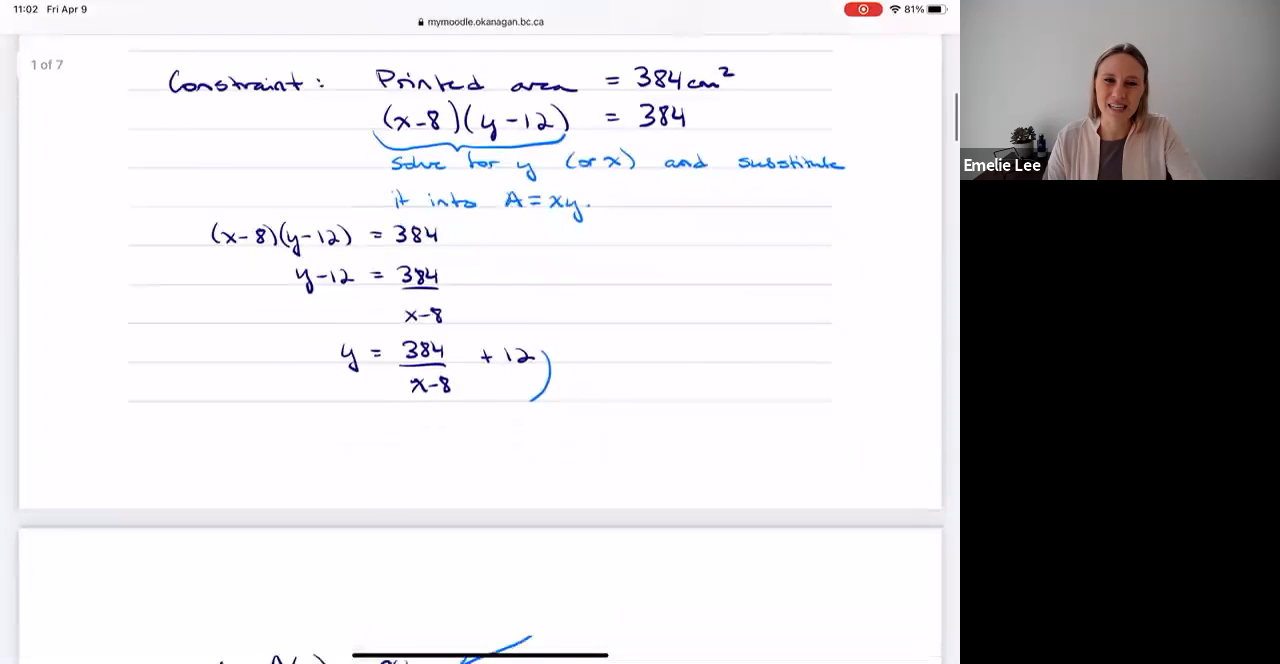 11:02 Fri Apr 9
81%
mymoodle.okanagan.bc.ca
1 of 7
Constraint: Printed area = 384 cm²
(x-8)(y-12) = 384
Solve for y (or x) and substitute
it into A = xy.
(x-8)(y-12) = 384
y-12 = 384
x-8
y = 384 + 12
x-8
Emelie Lee